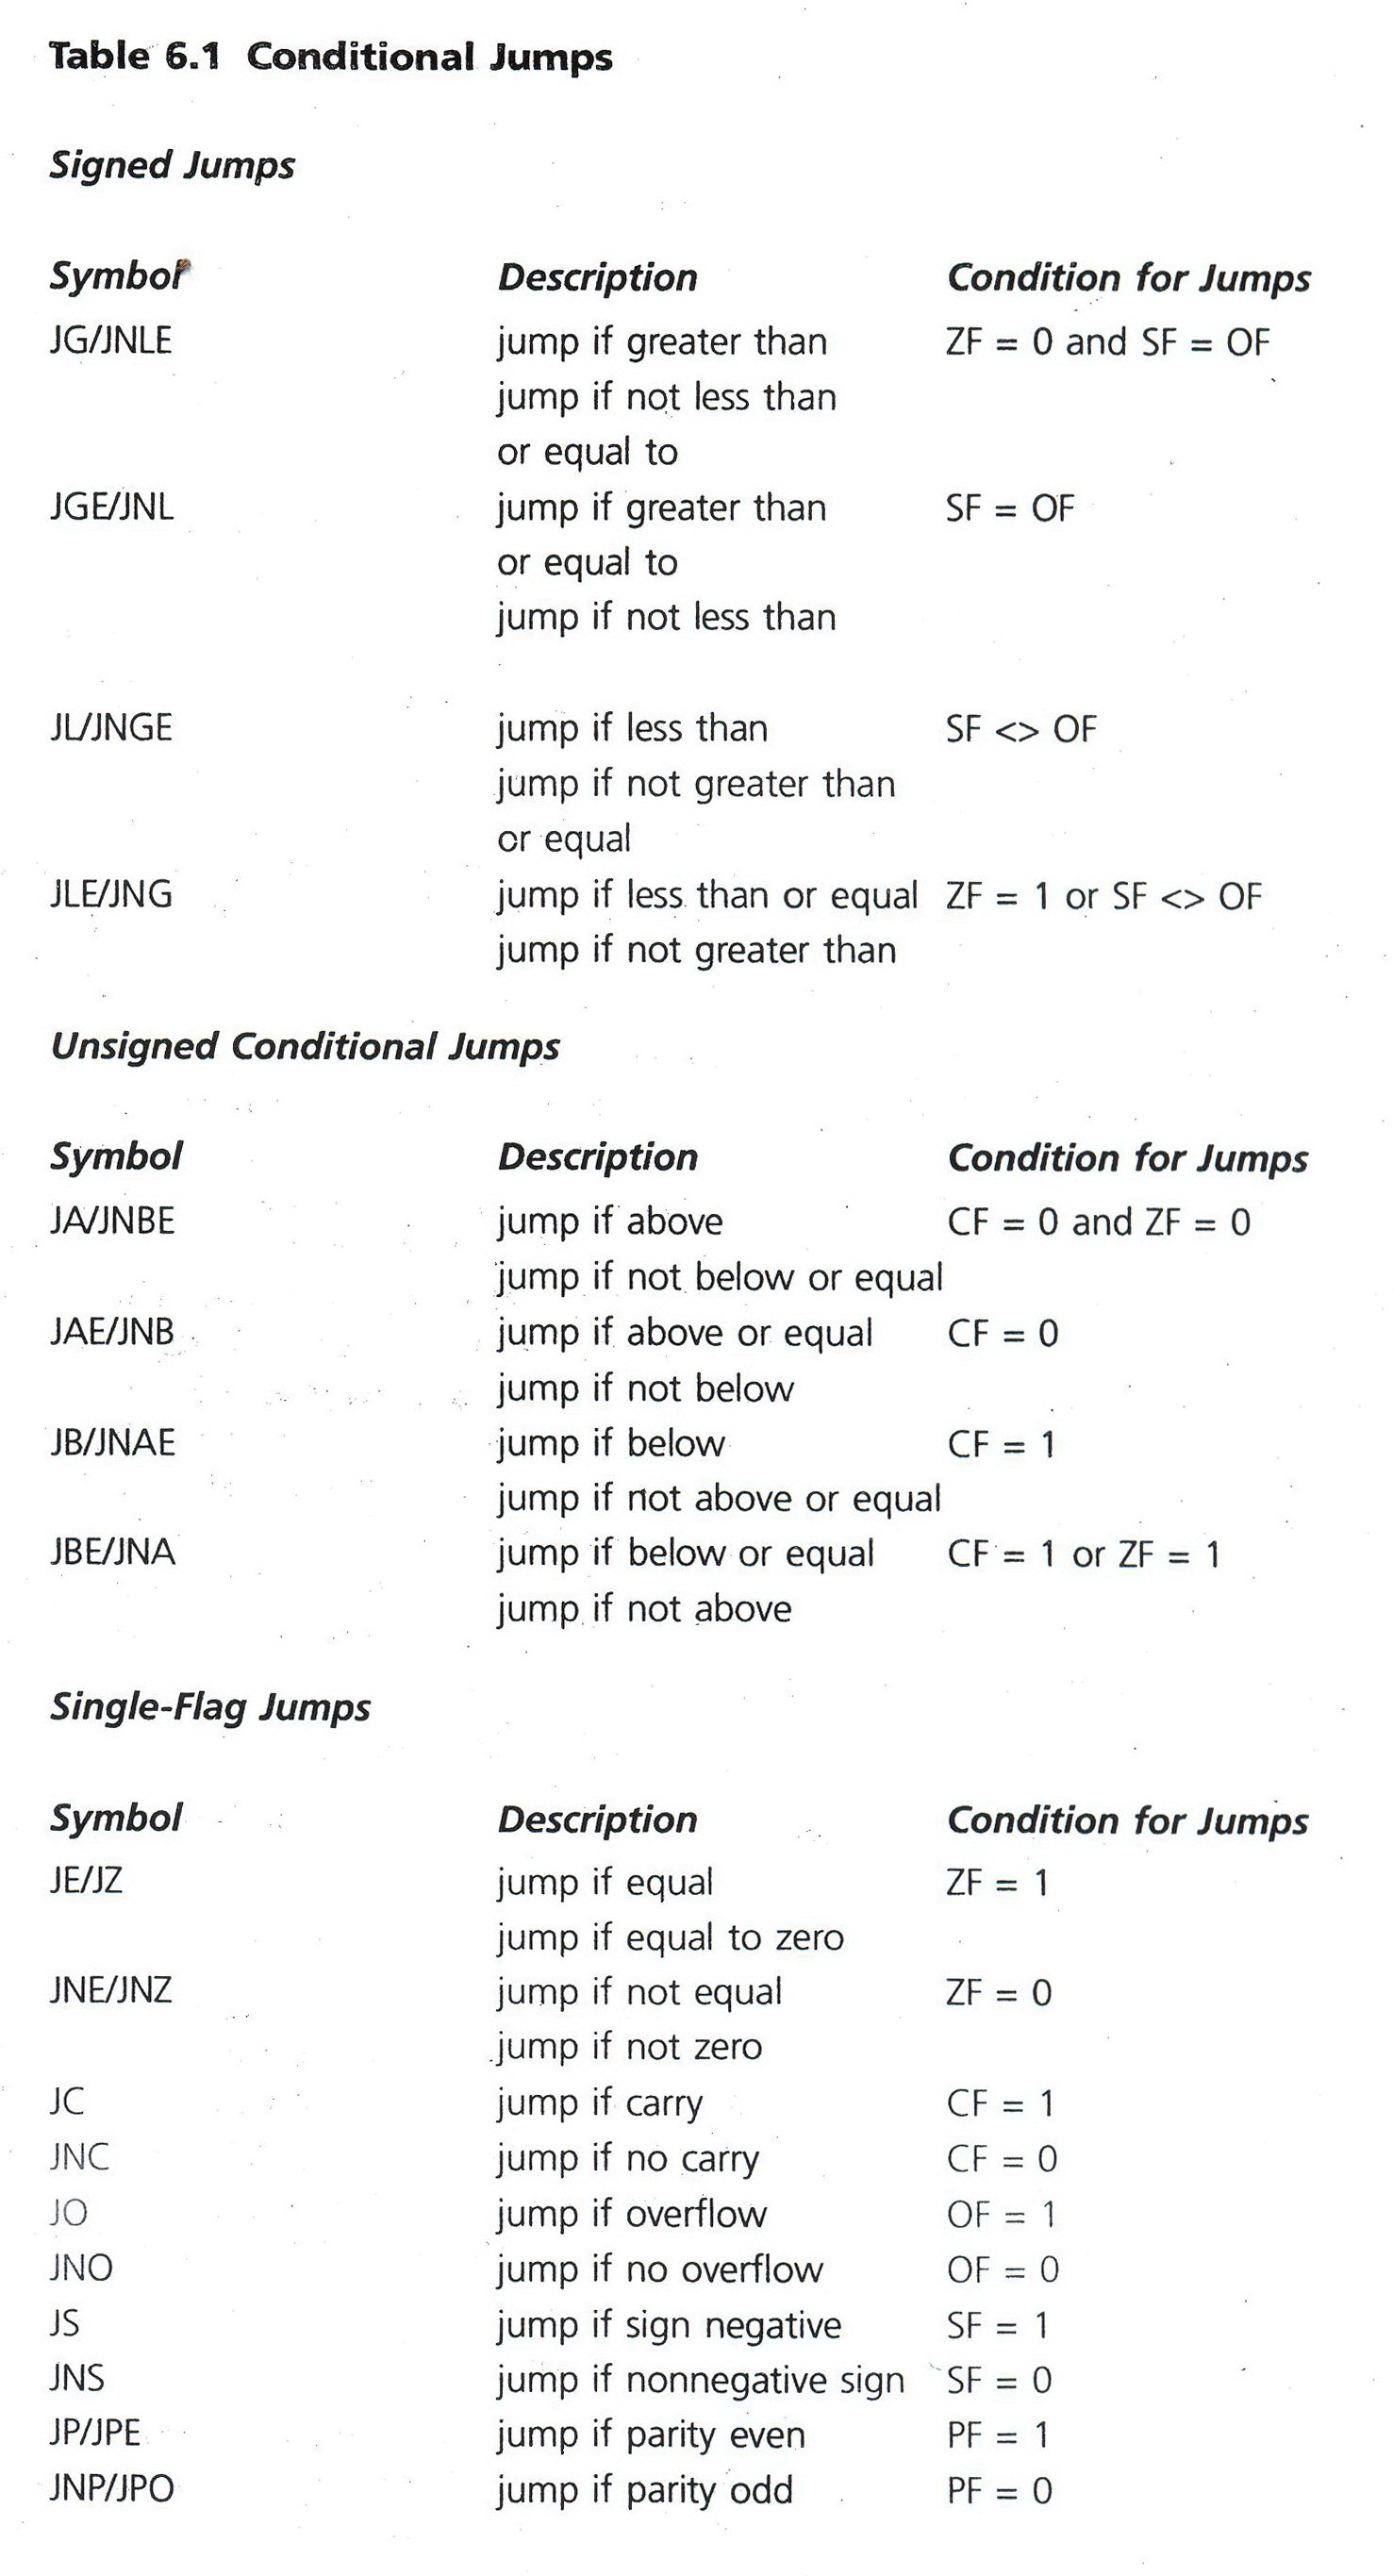 Table 6.1 Conditional Jumps
Signed Jumps
Symbol Description Condition for Jumps
JG/JNLE jump if greater than ZF = 0 and SF = OF
jump if not less than
or equal to
JGE/JNL jump if greater than SF = OF
or equal to
jump if not less than
JL/JNGE jump if less than SF <> OF
jump if not greater than
or equal
JLE/JNG jump if less than or equal ZF = 1 or SF <> OF
jump if not greater than
Unsigned Conditional Jumps
Symbol Description Condition for Jumps
JA/JNBE jump if above CF = 0 and ZF = 0
jump if not below or equal
JAE/JNB jump if above or equal CF = 0
jump if not below
JB/JNAE jump if below CF = 1
jump if not above or equal
JBE/JNA jump if below or equal CF = 1 or ZF = 1
jump if not above
Single-Flag Jumps
Symbol Description Condition for Jumps
JE/JZ jump if equal ZF = 1
jump if equal to zero
JNE/JNZ jump if not equal ZF = 0
jump if not zero
JC jump if carry CF = 1
JNC jump if no carry CF = 0
JO jump if overflow OF = 1
JNO jump if no overflow OF = 0
JS jump if sign negative SF = 1
JNS jump if nonnegative sign SF = 0
JP/JPE jump if parity even PF = 1
JNP/JPO jump if parity odd PF = 0